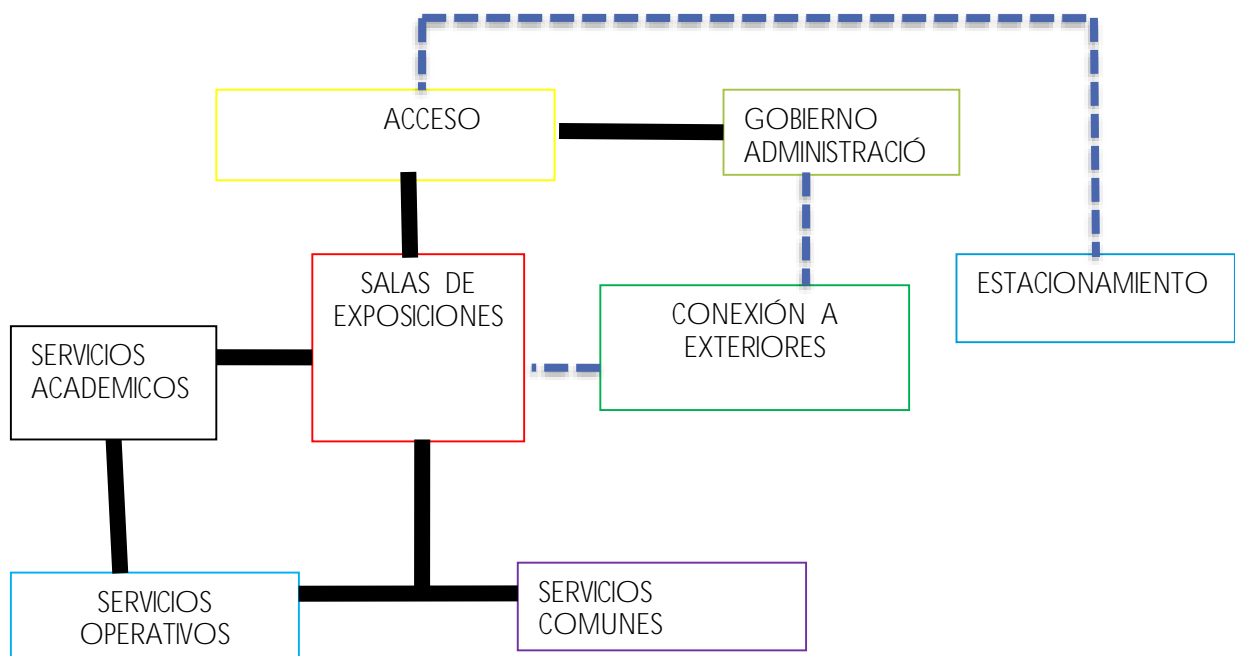 ACCESO
GOBIERNO
ADMINISTRACIÓ
SALAS DE
EXPOSICIONES
CONEXIÓN A
EXTERIORES
ESTACIONAMIENTO
SERVICIOS
ACADEMICOS
SERVICIOS
OPERATIVOS
SERVICIOS
COMUNES